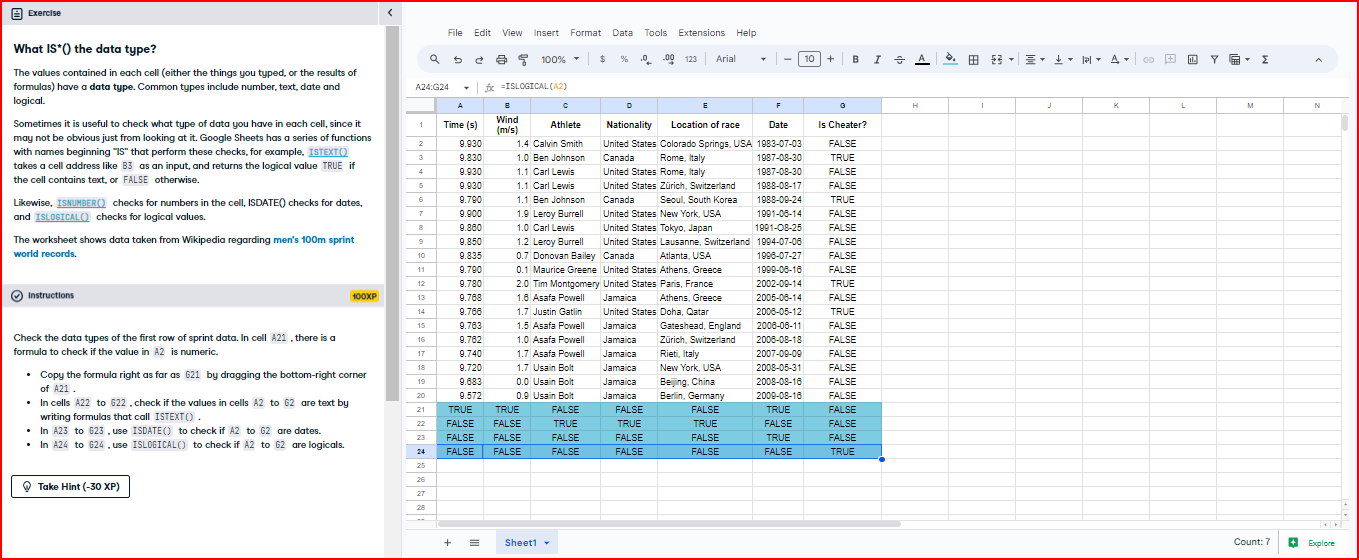 Exercise
What IS*() the data type?
The values contained in each cell (either the things you typed, or the results of
formulas) have a data type. Common types include number, text, date and
logical.
Sometimes it is useful to check what type of data you have in each cell, since it
may not be obvious just from looking at it. Google Sheets has a series of functions
with names beginning "IS" that perform these checks, for example, ISTEXT()
takes a cell address like B3 as an input, and returns the logical value TRUE if
the cell contains text, or FALSE otherwise.
Likewise, ISNUMBER() checks for numbers in the cell, ISDATE() checks for dates,
and ISLOGICAL() checks for logical values.
The worksheet shows data taken from Wikipedia regarding men's 100m sprint
world records.
Instructions 100XP
Check the data types of the first row of sprint data. In cell A21 , there is a
formula to check if the value in A2 is numeric.
• Copy the formula right as far as G21 by dragging the bottom-right corner
of A21 .
• In cells A22 to G22 , check if the values in cells A2 to G2 are text by
writing formulas that call ISTEXT() .
• In A23 to G23 , use ISDATE() to check if A2 to G2 are dates.
• In A24 to G24 , use ISLOGICAL() to check if A2 to G2 are logicals.
Take Hint (-30 XP)
File Edit View Insert Format Data Tools Extensions Help
100% $ % .0 .00 123 Arial − 10 + B I A
A24:G24 fx =ISLOGICAL(A2)
A B C D E F G H I J K L M N
1 Time (s) Wind (m/s) Athlete Nationality Location of race Date Is Cheater?
2 9.930 1.4 Calvin Smith United States Colorado Springs, USA 1983-07-03 FALSE
3 9.830 1.0 Ben Johnson Canada Rome, Italy 1987-08-30 TRUE
4 9.930 1.1 Carl Lewis United States Rome, Italy 1987-08-30 FALSE
5 9.930 1.1 Carl Lewis United States Zürich, Switzerland 1988-08-17 FALSE
6 9.790 1.1 Ben Johnson Canada Seoul, South Korea 1988-09-24 TRUE
7 9.900 1.9 Leroy Burrell United States New York, USA 1991-06-14 FALSE
8 9.860 1.0 Carl Lewis United States Tokyo, Japan 1991-O8-25 FALSE
9 9.850 1.2 Leroy Burrell United States Lausanne, Switzerland 1994-07-06 FALSE
10 9.835 0.7 Donovan Bailey Canada Atlanta, USA 1996-07-27 FALSE
11 9.790 0.1 Maurice Greene United States Athens, Greece 1999-06-16 FALSE
12 9.780 2.0 Tim Montgomery United States Paris, France 2002-09-14 TRUE
13 9.768 1.6 Asafa Powell Jamaica Athens, Greece 2005-06-14 FALSE
14 9.766 1.7 Justin Gatlin United States Doha, Qatar 2006-05-12 TRUE
15 9.763 1.5 Asafa Powell Jamaica Gateshead, England 2006-06-11 FALSE
16 9.762 1.0 Asafa Powell Jamaica Zürich, Switzerland 2006-08-18 FALSE
17 9.740 1.7 Asafa Powell Jamaica Rieti, Italy 2007-09-09 FALSE
18 9.720 1.7 Usain Bolt Jamaica New York, USA 2008-05-31 FALSE
19 9.683 0.0 Usain Bolt Jamaica Beijing, China 2008-08-16 FALSE
20 9.572 0.9 Usain Bolt Jamaica Berlin, Germany 2009-08-16 FALSE
21 TRUE TRUE FALSE FALSE FALSE TRUE FALSE
22 FALSE FALSE TRUE TRUE TRUE FALSE FALSE
23 FALSE FALSE FALSE FALSE FALSE TRUE FALSE
24 FALSE FALSE FALSE FALSE FALSE FALSE TRUE
25
26
27
28
Sheet1 Count: 7 Explore